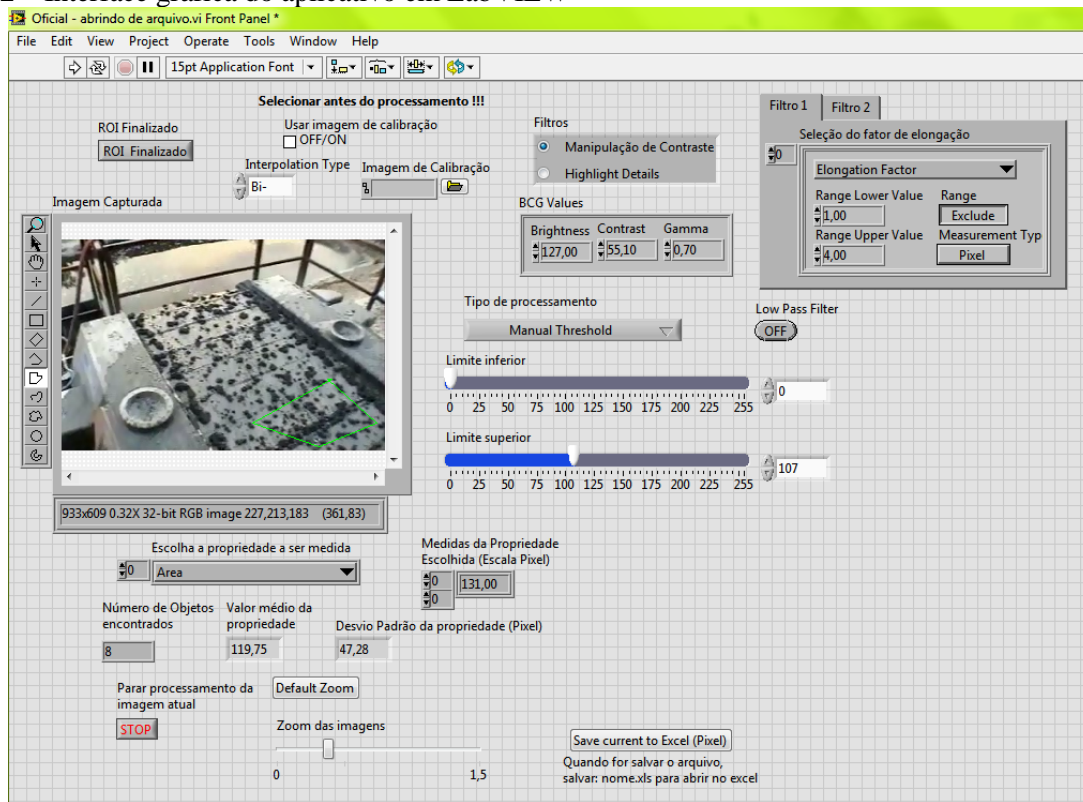 Interface gráfica do aplicativo em LabVIEW
Oficial - abrindo de arquivo.vi Front Panel *
File Edit View Project Operate Tools Window Help
15pt Application Font
Selecionar antes do processamento !!!
ROI Finalizado
ROI Finalizado
Usar imagem de calibração
OFF/ON
Interpolation Type
Bi-
Imagem de Calibração
Filtros
Manipulação de Contraste
Highlight Details
BCG Values
Brightness Contrast Gamma
127,00 55,10 0,70
Filtro 1 Filtro 2
Seleção do fator de elongação
0
Elongation Factor
Range Lower Value Range
1,00 Exclude
Range Upper Value Measurement Typ
4,00 Pixel
Imagem Capturada
933x609 0.32X 32-bit RGB image 227,213,183 (361,83)
Tipo de processamento
Manual Threshold
Low Pass Filter
OFF
Limite inferior
0 25 50 75 100 125 150 175 200 225 255
0
Limite superior
0 25 50 75 100 125 150 175 200 225 255
107
Escolha a propriedade a ser medida
0 Area
Medidas da Propriedade
Escolhida (Escala Pixel)
0 131,00
0
Número de Objetos
encontrados
8
Valor médio da
propriedade
119,75
Desvio Padrão da propriedade (Pixel)
47,28
Parar processamento da
imagem atual
STOP
Default Zoom
Zoom das imagens
0 1,5
Save current to Excel (Pixel)
Quando for salvar o arquivo,
salvar: nome.xls para abrir no excel